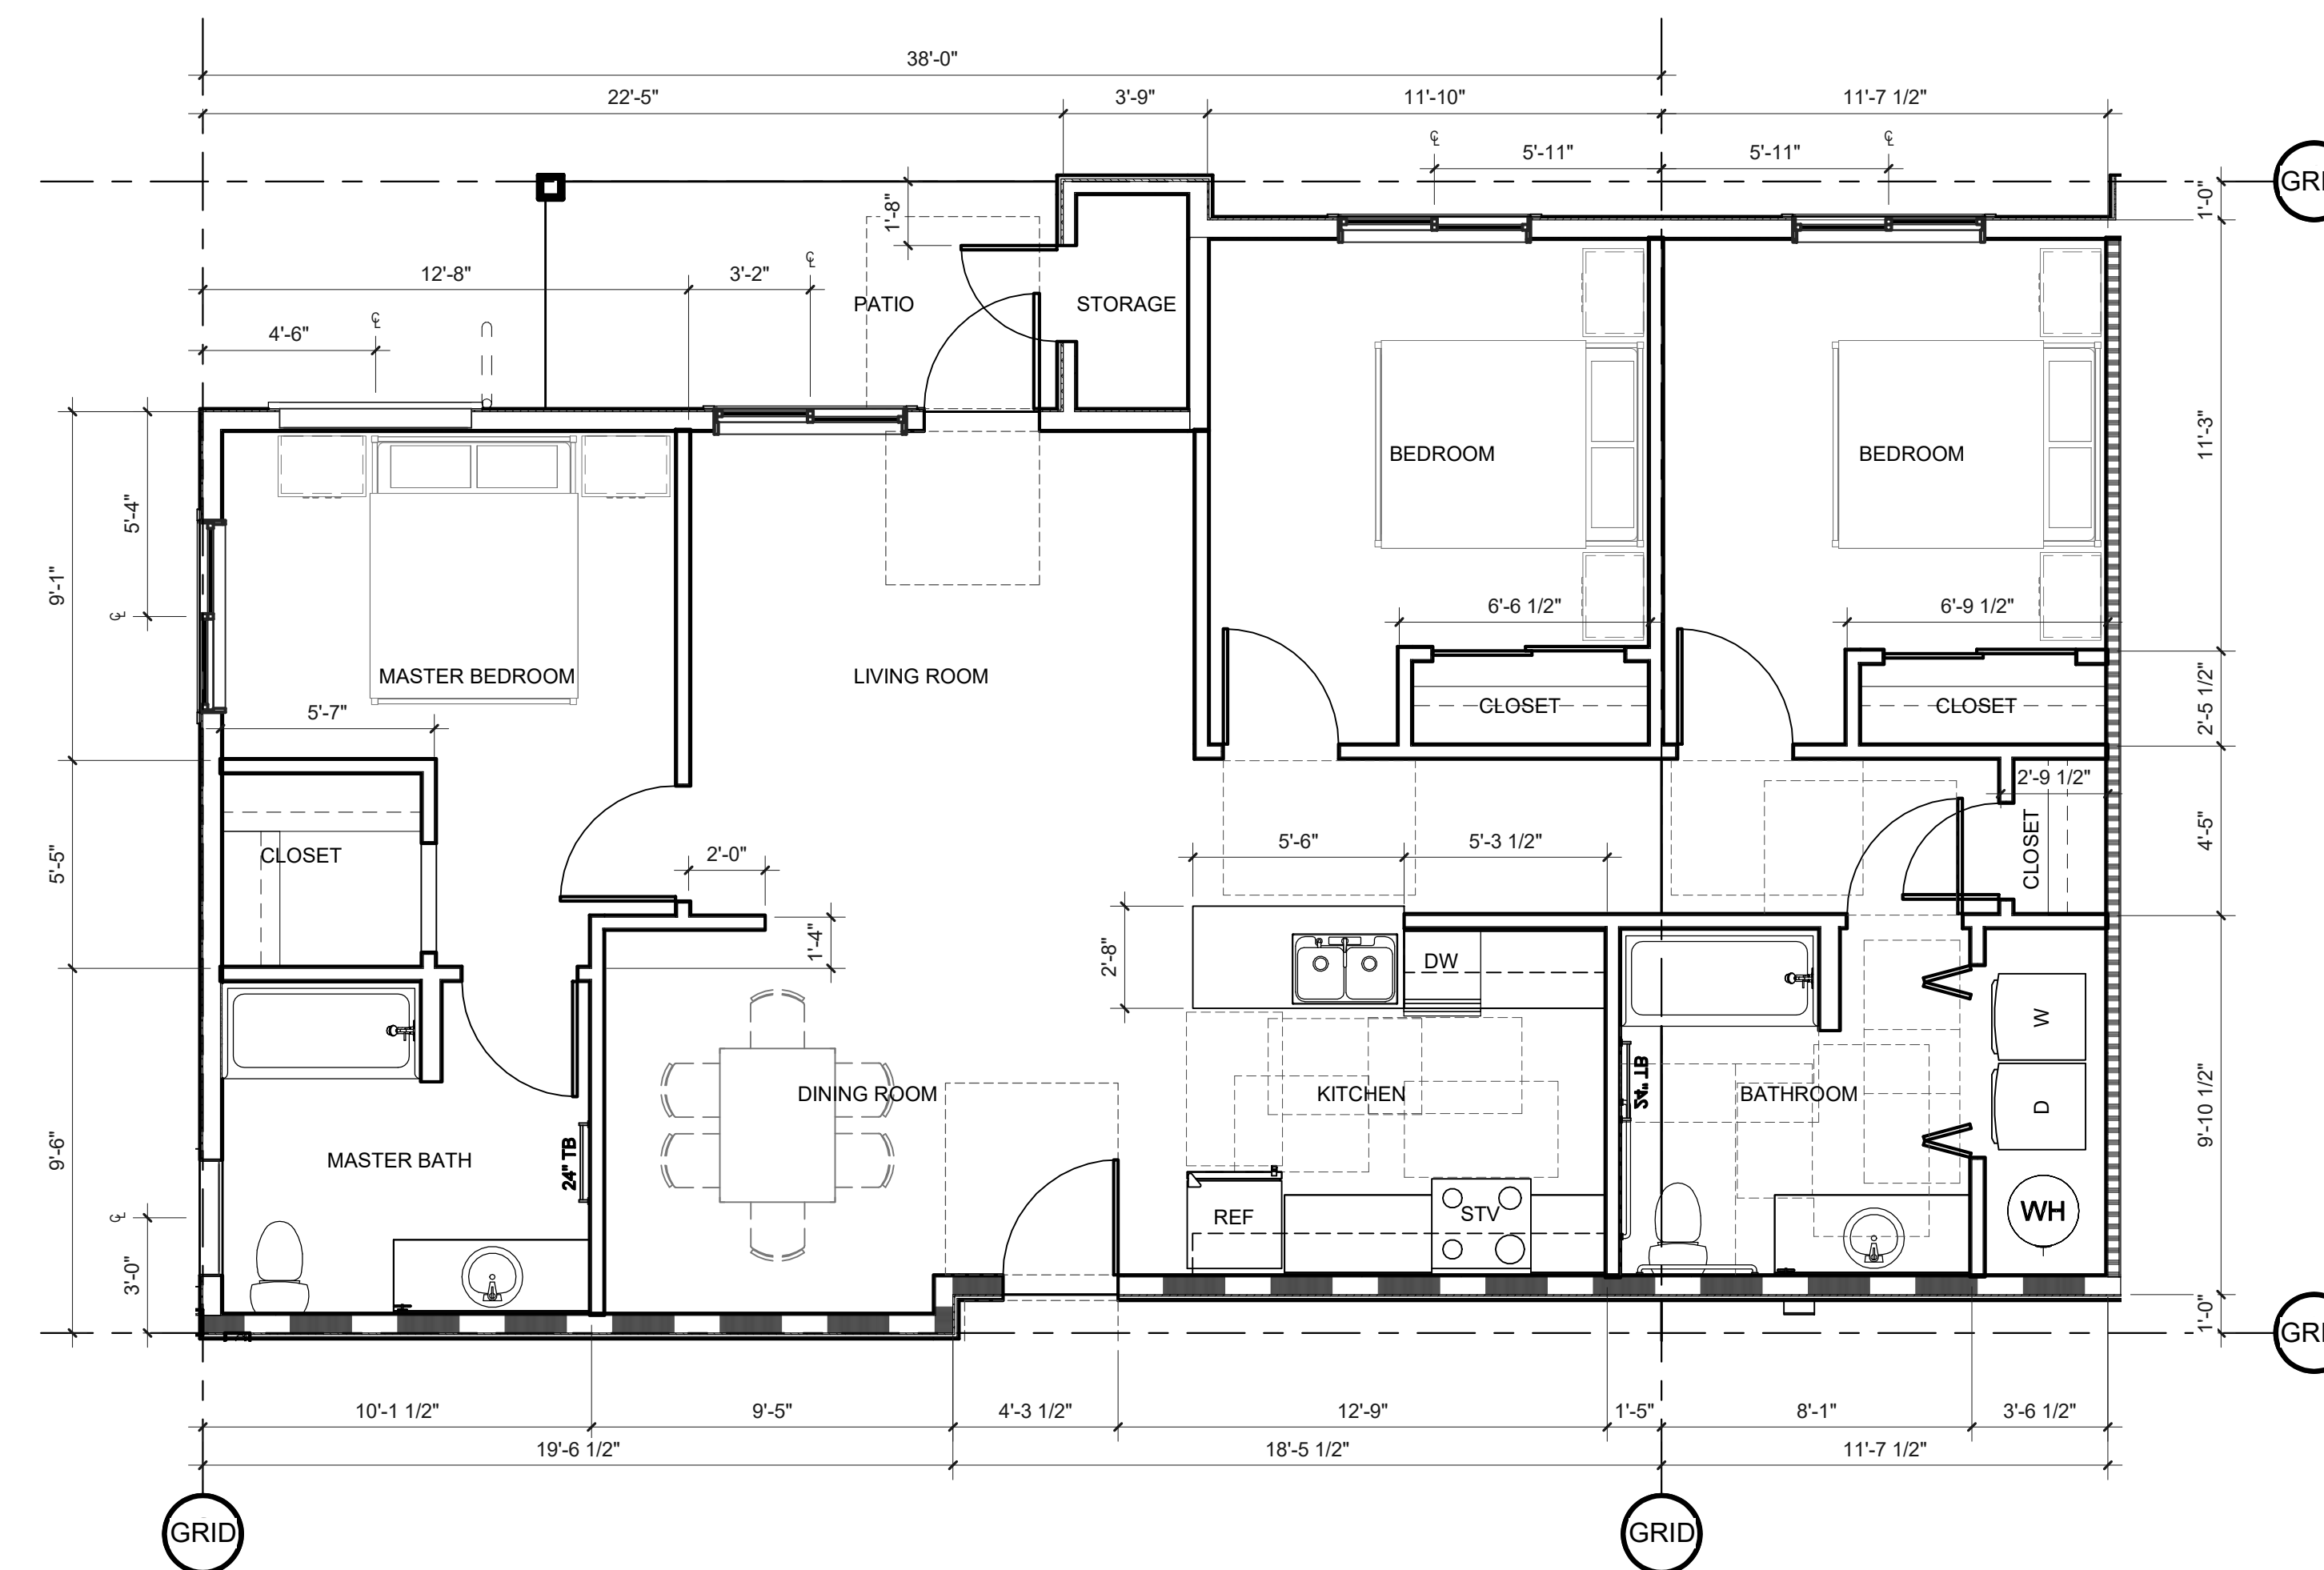 38'-0"
22'-5"
3'-9"
11'-10"
11'-7 1/2"
℄
℄
5'-11"
5'-11"
GRI
1'-0"
1'-8"
12'-8"
3'-2"
℄
PATIO
STORAGE
4'-6"
℄
11'-3"
BEDROOM
BEDROOM
5'-4"
9'-1"
℄
6'-6 1/2"
6'-9 1/2"
MASTER BEDROOM
LIVING ROOM
CLOSET
CLOSET
2'-5 1/2"
5'-7"
2'-9 1/2"
CLOSET
5'-5"
CLOSET
2'-0"
5'-6"
5'-3 1/2"
4'-5"
1'-4"
2'-8"
DW
W
24" TB
DINING ROOM
KITCHEN
BATHROOM
D
9'-10 1/2"
9'-6"
MASTER BATH
24" TB
℄
3'-0"
REF
STV
WH
1'-0"
GRI
10'-1 1/2"
9'-5"
4'-3 1/2"
12'-9"
1'-5"
8'-1"
3'-6 1/2"
19'-6 1/2"
18'-5 1/2"
11'-7 1/2"
GRID
GRID